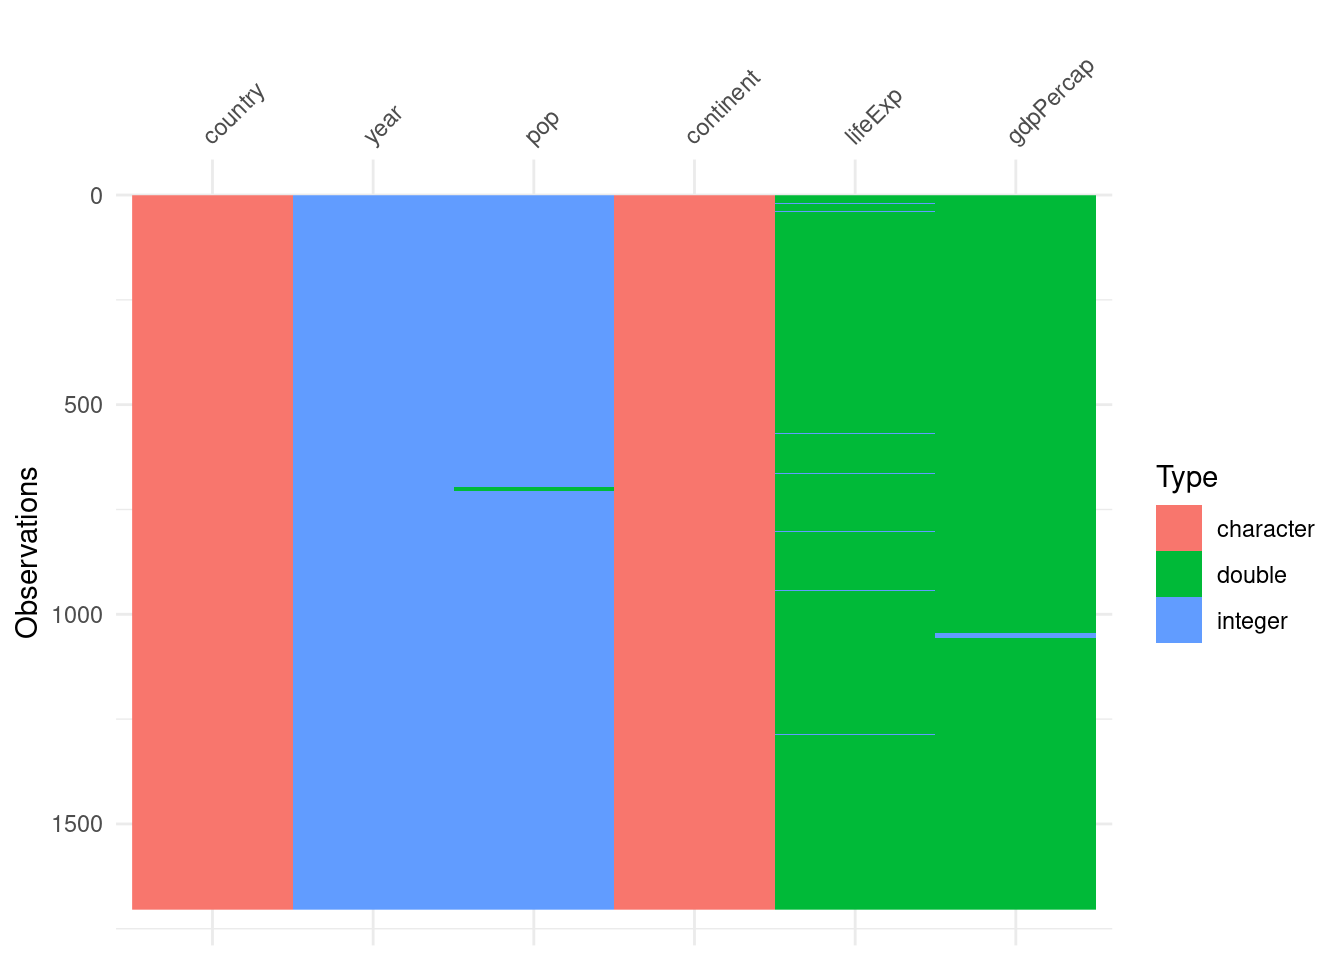 country
year
pop
continent
lifeExp
gdpPercap
0
500
1000
1500
Observations
Type
character
double
integer